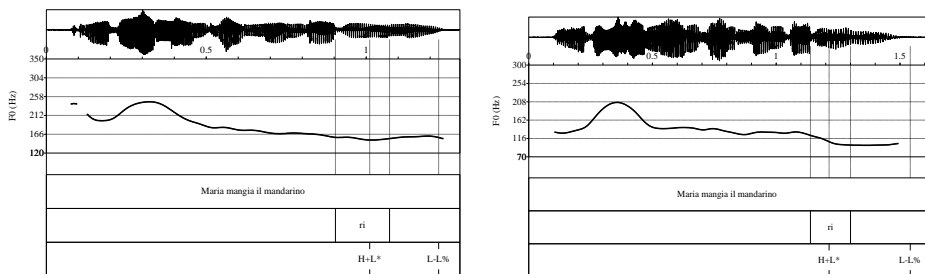 0 0.5 1
350
304
258
212
166
120
F0 (Hz)
Maria mangia il mandarino
ri
H+L* L-L%
0 0.5 1 1.5
300
254
208
162
116
70
F0 (Hz)
Maria mangia il mandarino
ri
H+L* L-L%